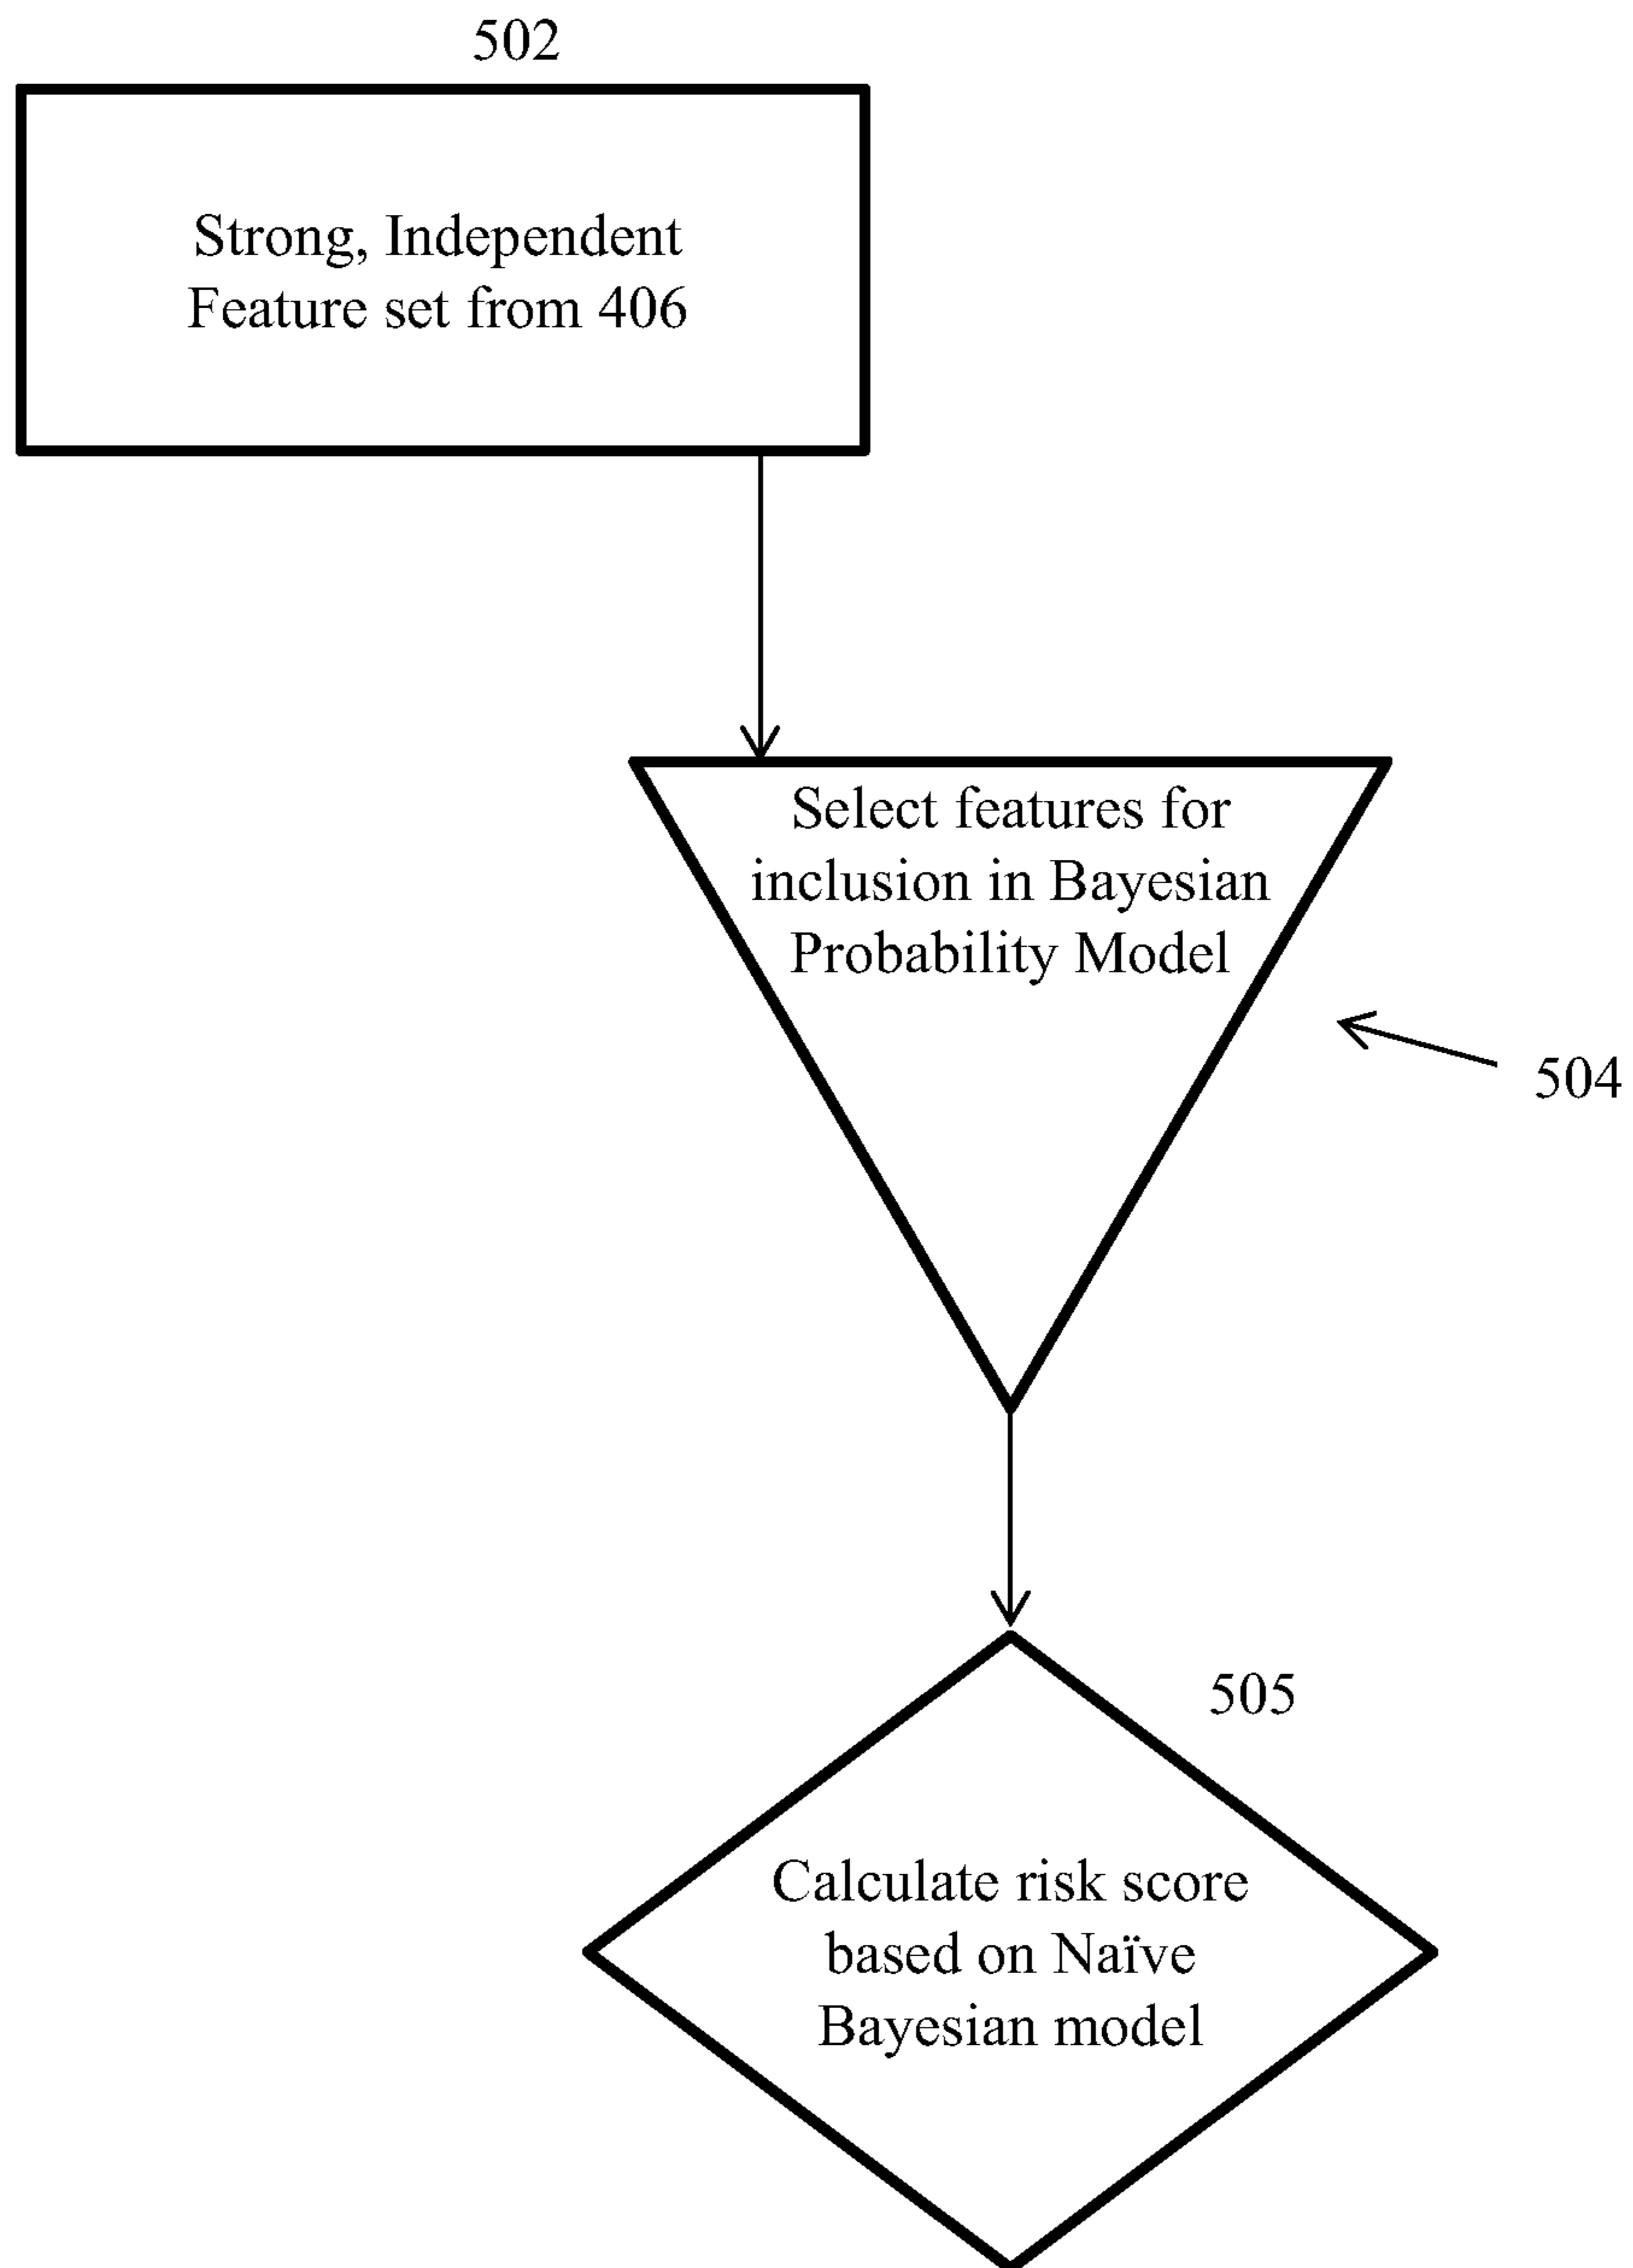 502
Strong, Independent
Feature set from 406
Select features for
inclusion in Bayesian
Probability Model
504
505
Calculate risk score
based on Naïve
Bayesian model